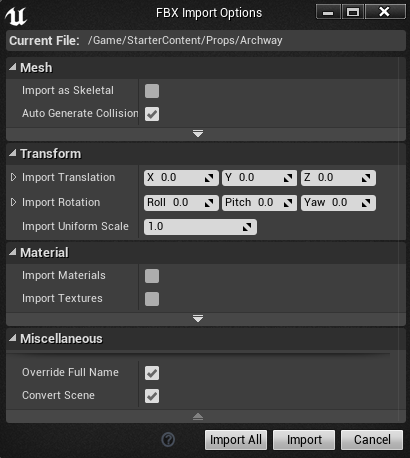 FBX Import Options
Current File: /Game/StarterContent/Props/Archway
Mesh
Import as Skeletal
Auto Generate Collision
Transform
Import Translation X 0.0 Y 0.0 Z 0.0
Import Rotation Roll 0.0 Pitch 0.0 Yaw 0.0
Import Uniform Scale 1.0
Material
Import Materials
Import Textures
Miscellaneous
Override Full Name
Convert Scene
? Import All Import Cancel